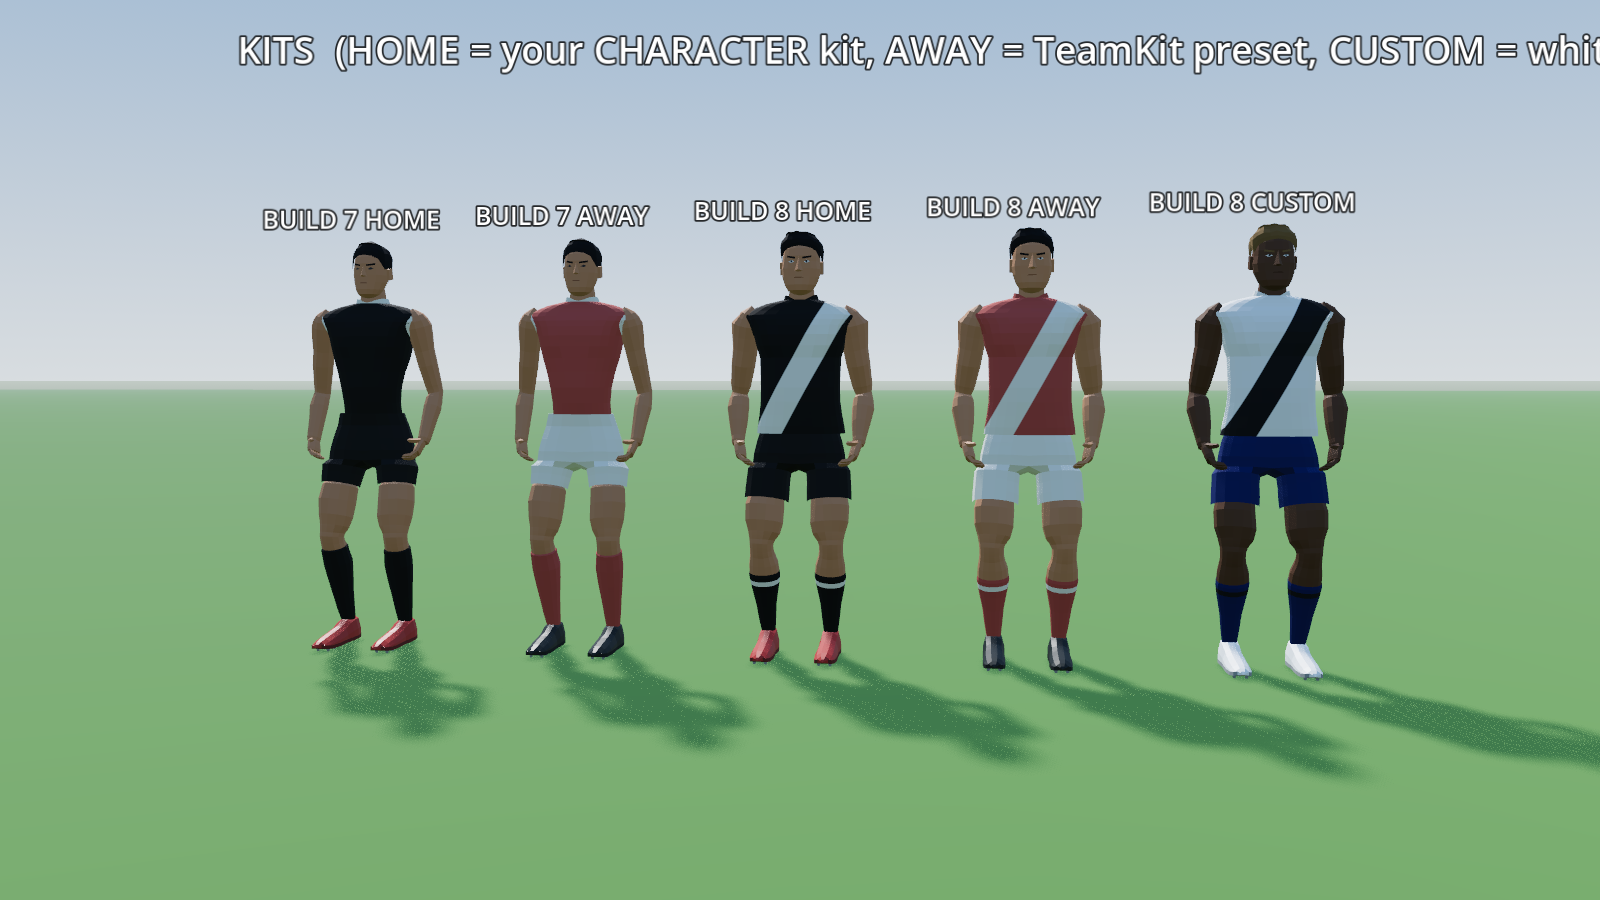 KITS (HOME = your CHARACTER kit, AWAY = TeamKit preset, CUSTOM = whit
BUILD 7 HOME
BUILD 7 AWAY
BUILD 8 HOME
BUILD 8 AWAY
BUILD 8 CUSTOM